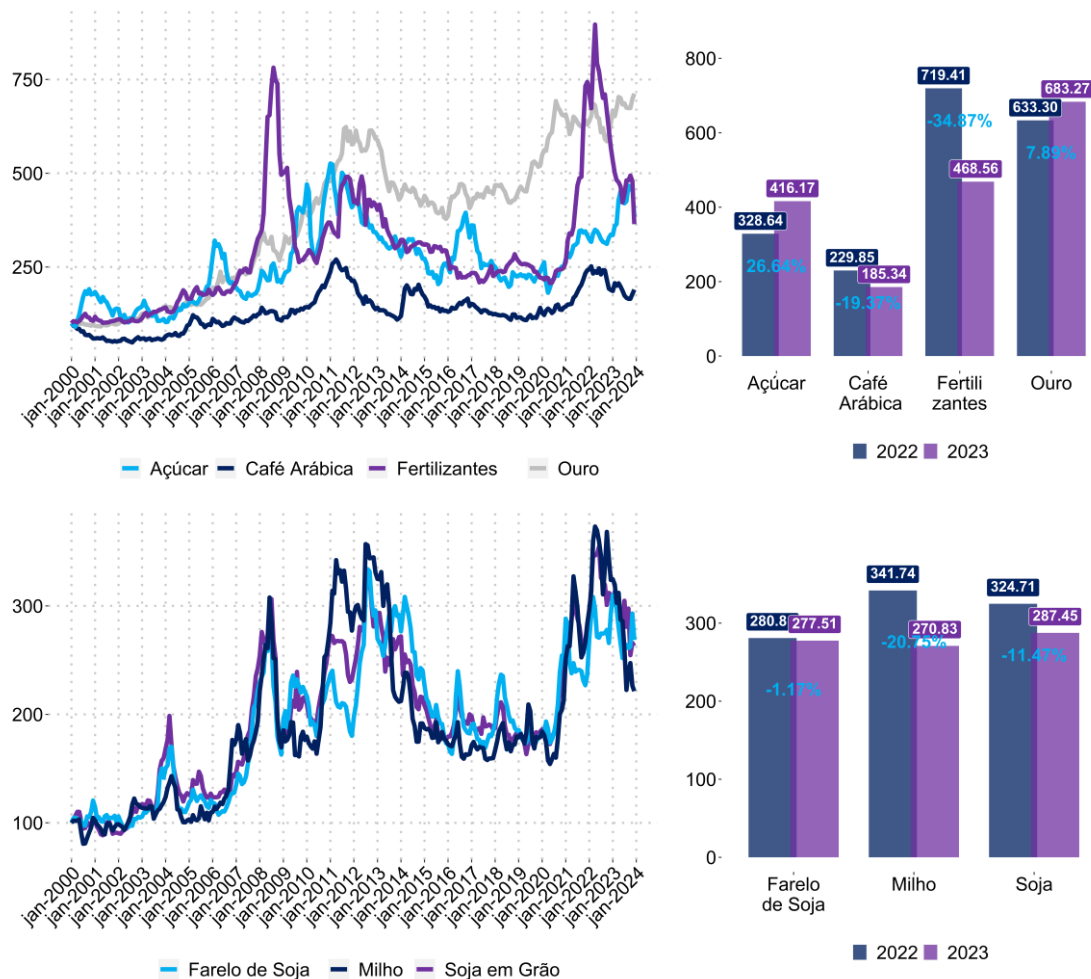 750
500
250
jan-2000
jan-2001
jan-2002
jan-2003
jan-2004
jan-2005
jan-2006
jan-2007
jan-2008
jan-2009
jan-2010
jan-2011
jan-2012
jan-2013
jan-2014
jan-2015
jan-2016
jan-2017
jan-2018
jan-2019
jan-2020
jan-2021
jan-2022
jan-2023
jan-2024
Açúcar Café Arábica Fertilizantes Ouro
800
600
400
200
0
328.64
416.17
26.64%
229.85
185.34
-19.37%
719.41
468.56
-34.87%
633.30
683.27
7.89%
Açúcar
Café
Arábica
Fertili
zantes
Ouro
2022 2023
300
200
100
jan-2000
jan-2001
jan-2002
jan-2003
jan-2004
jan-2005
jan-2006
jan-2007
jan-2008
jan-2009
jan-2010
jan-2011
jan-2012
jan-2013
jan-2014
jan-2015
jan-2016
jan-2017
jan-2018
jan-2019
jan-2020
jan-2021
jan-2022
jan-2023
jan-2024
Farelo de Soja Milho Soja em Grão
300
200
100
0
280.8
277.51
-1.17%
341.74
270.83
-20.75%
324.71
287.45
-11.47%
Farelo
de Soja
Milho
Soja
2022 2023